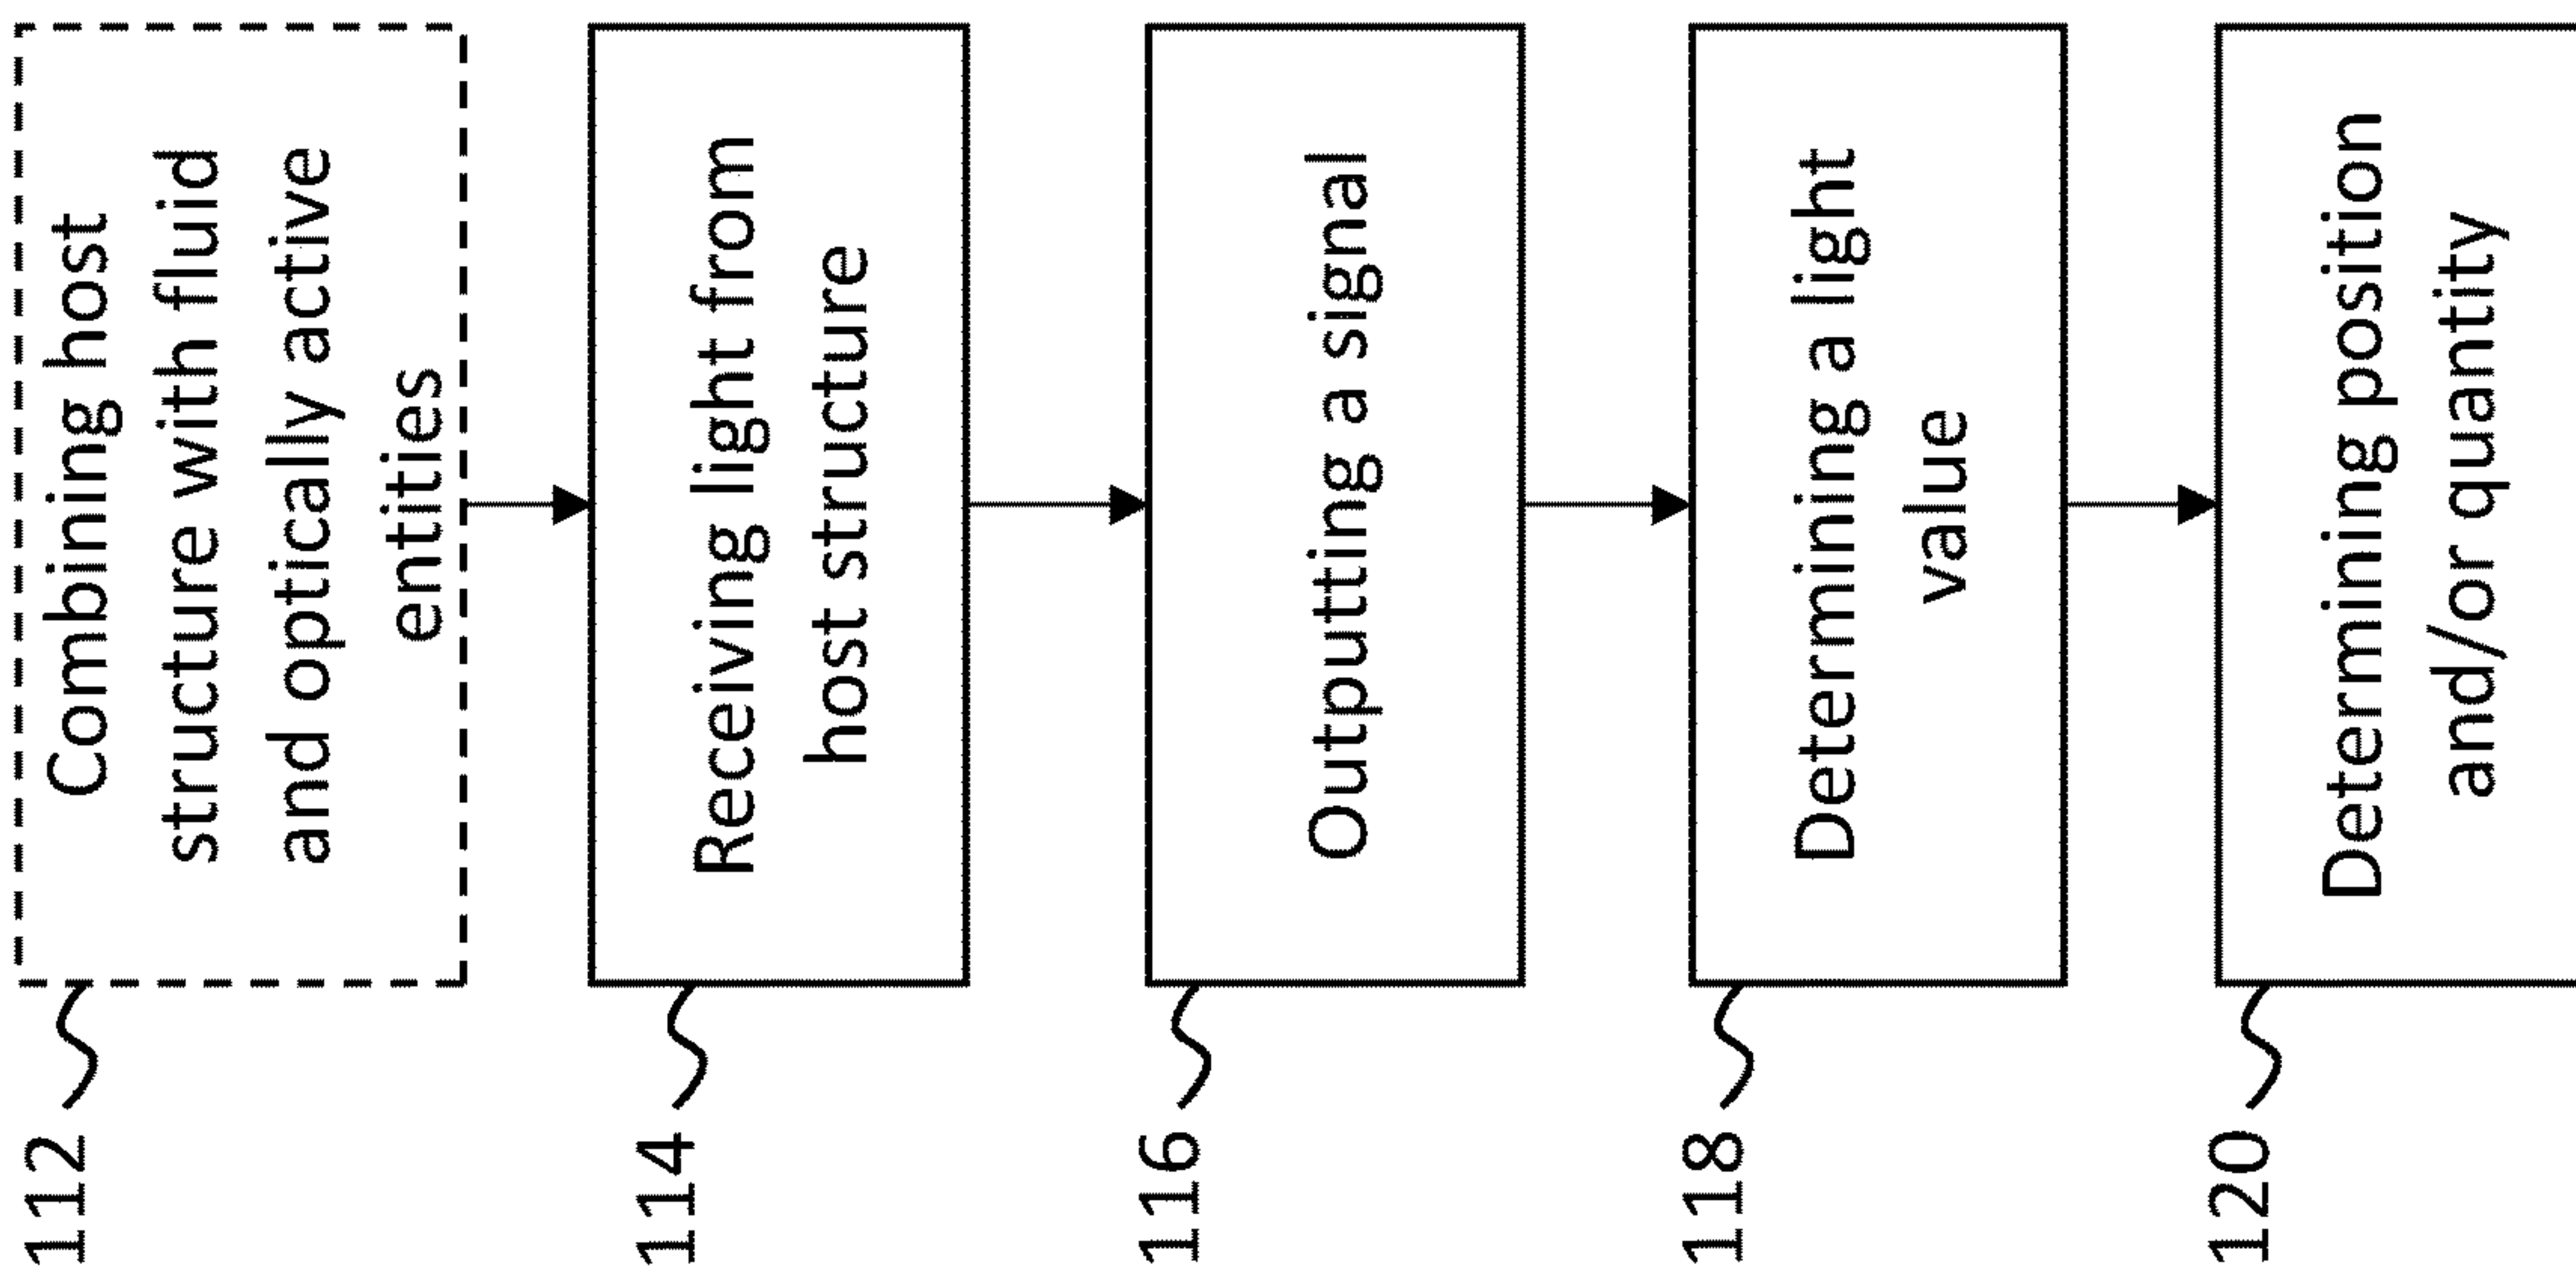 112
Combining host
structure with fluid
and optically active
entities
114
Receiving light from
host structure
116
Outputting a signal
118
Determining a light
value
120
Determining position
and/or quantity